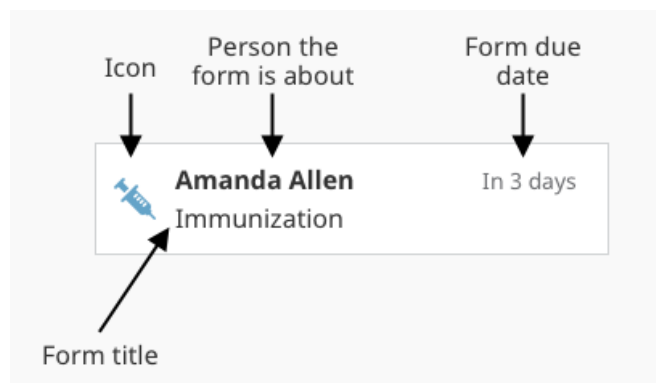 Icon
Person the
form is about
Form due
date
Amanda Allen
In 3 days
Immunization
Form title